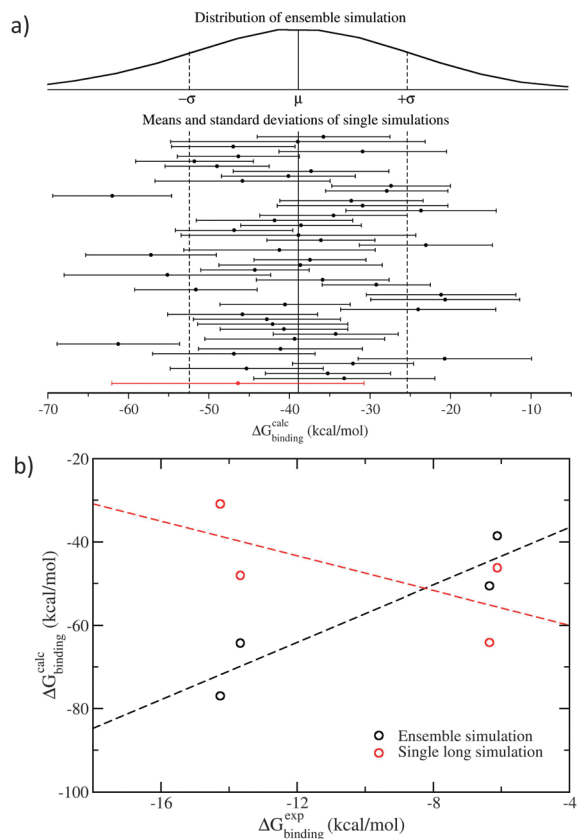 a)
Distribution of ensemble simulation
−σ μ +σ
Means and standard deviations of single simulations
-70 -60 -50 -40 -30 -20 -10
ΔG^calc_binding (kcal/mol)
b)
-20
-40
-60
-80
-100
ΔG^calc_binding (kcal/mol)
Ensemble simulation
Single long simulation
-16 -12 -8 -4
ΔG^exp_binding (kcal/mol)